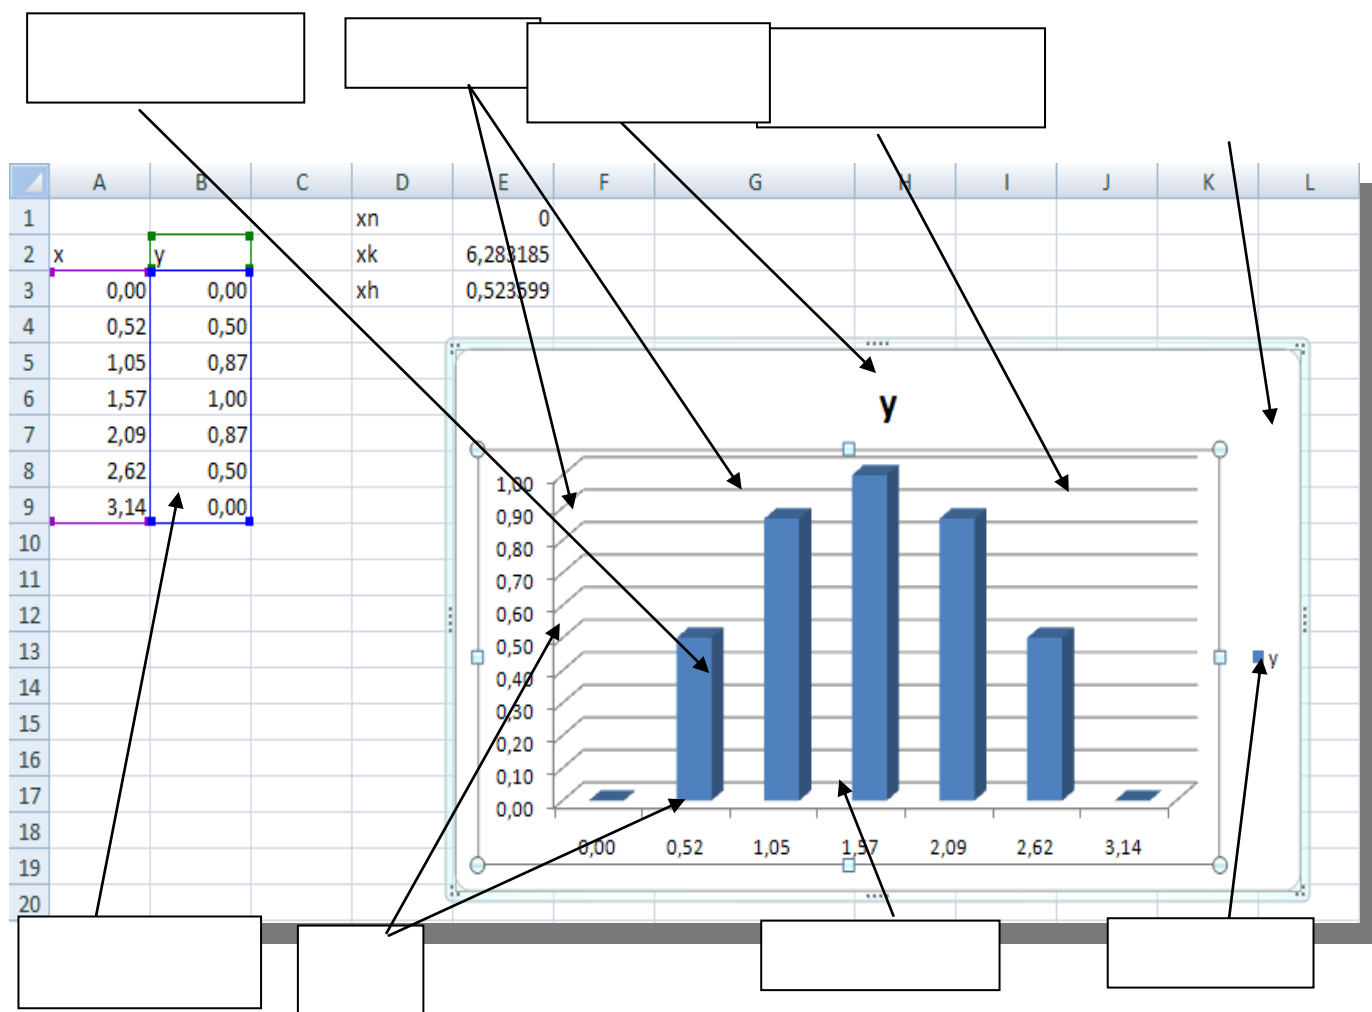 A B C D E F G H I J K L
1 xn 0
2 x y xk 6,283185
3 0,00 0,00 xh 0,523599
4 0,52 0,50
5 1,05 0,87
6 1,57 1,00
7 2,09 0,87
8 2,62 0,50
9 3,14 0,00
10
11
12
13
14
15
16
17
18
19
20
y
1,00
0,90
0,80
0,70
0,60
0,50
0,40
0,30
0,20
0,10
0,00
0,00 0,52 1,05 1,57 2,09 2,62 3,14
y